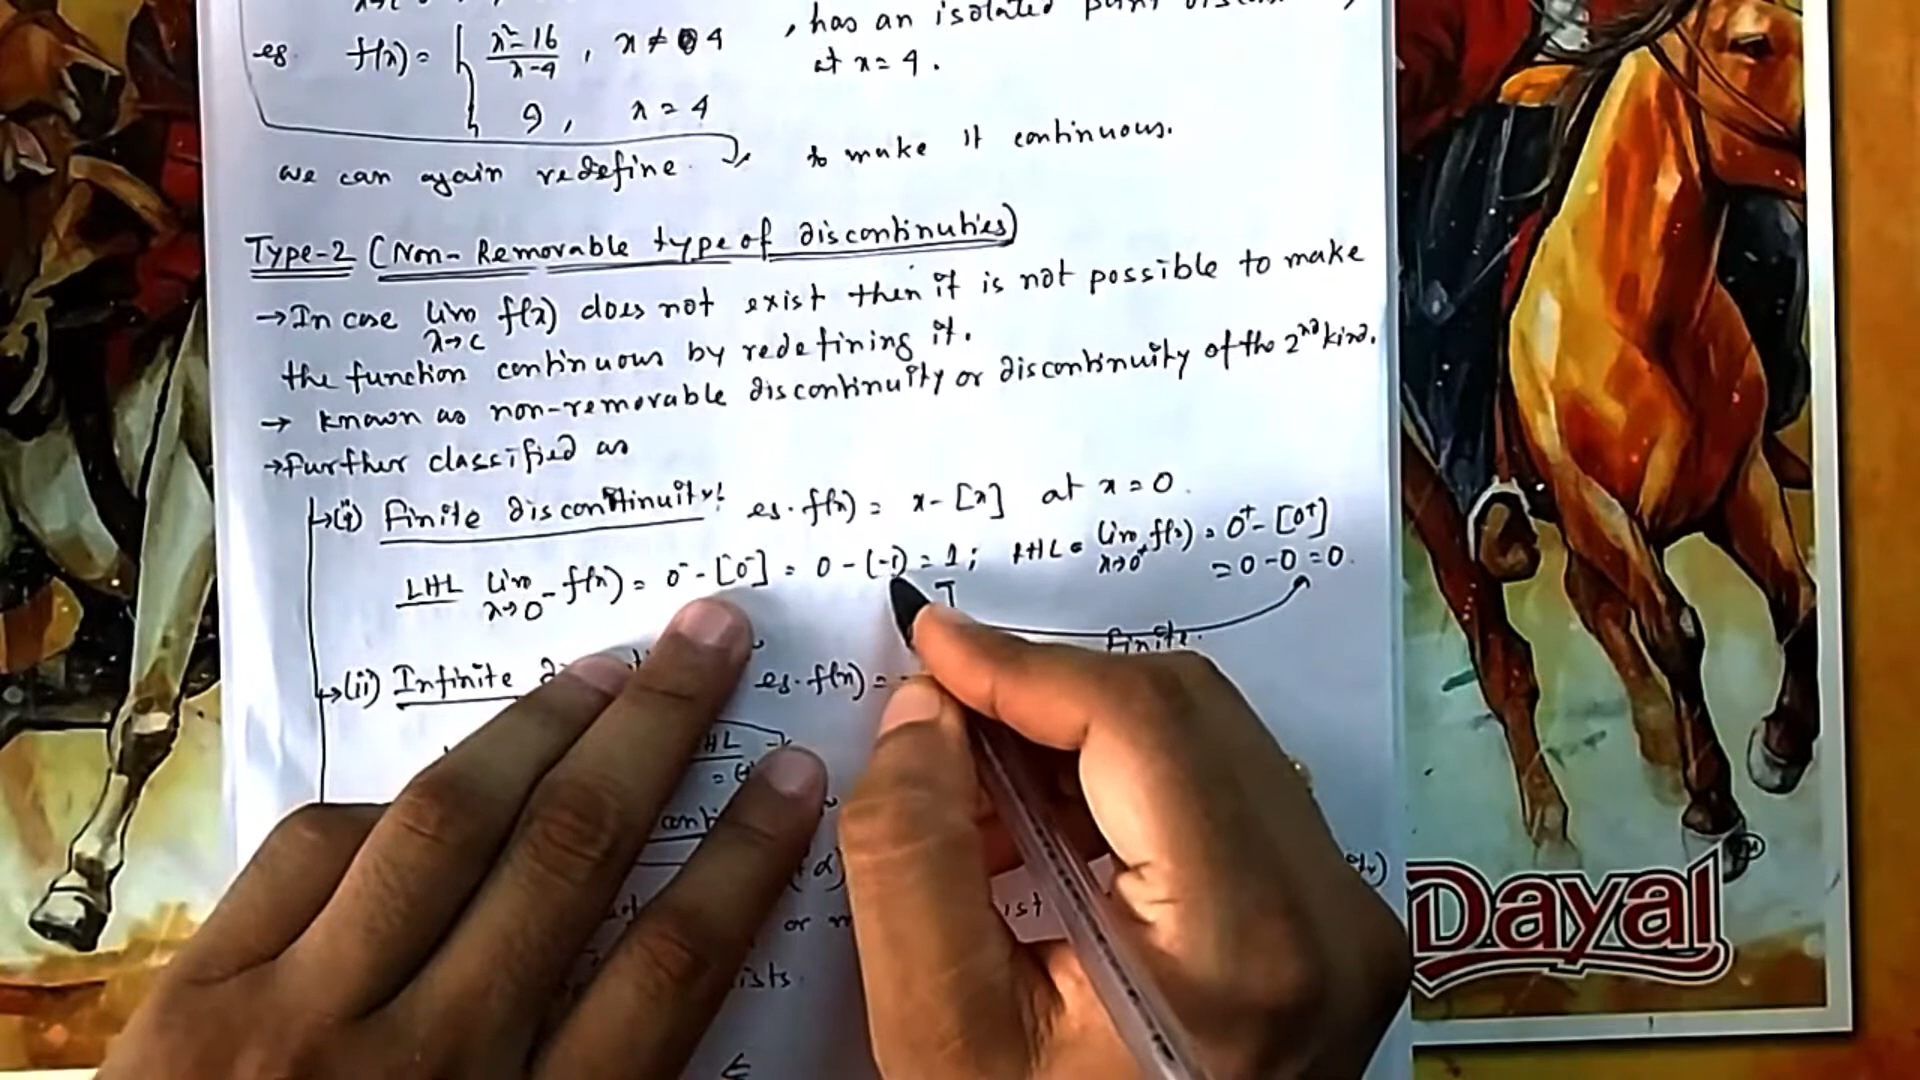 , has an isolated
eg. f(x) = { x²-16 / x-4 , x ≠ 4
at x = 4.
9 , x = 4
we can again redefine to make it continuous.
Type-2 (Non-Removable type of discontinuties)
→ In case lim x→c f(x) does not exist then it is not possible to make
the function continuous by redefining it.
→ known as non-removable discontinuity or discontinuity of the 2nd kind.
→ Further classified as
→(i) Finite discontinuity: eg. f(x) = x - [x] at x = 0.
LHL lim x→0⁻ f(x) = 0⁻ - [0⁻] = 0 - (-1) = 1 ; RHL = lim x→0⁺ f(x) = 0⁺ - [0⁺]
= 0 - 0 = 0.
finite.
→(ii) Infinite eg. f(x) =
or
Dayal